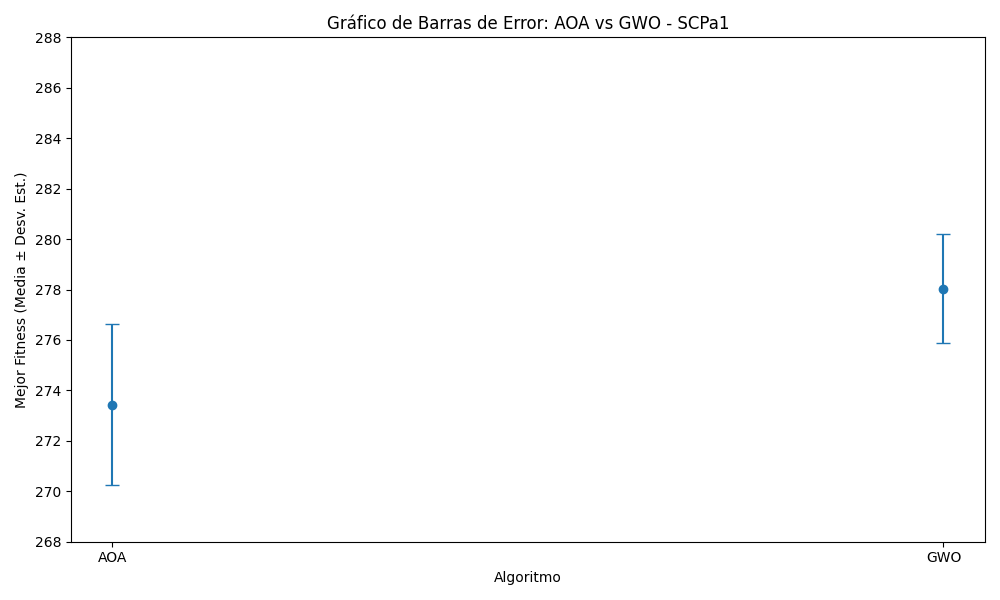 Gráfico de Barras de Error: AOA vs GWO - SCPa1
Mejor Fitness (Media ± Desv. Est.)
288
286
284
282
280
278
276
274
272
270
268
AOA
GWO
Algoritmo